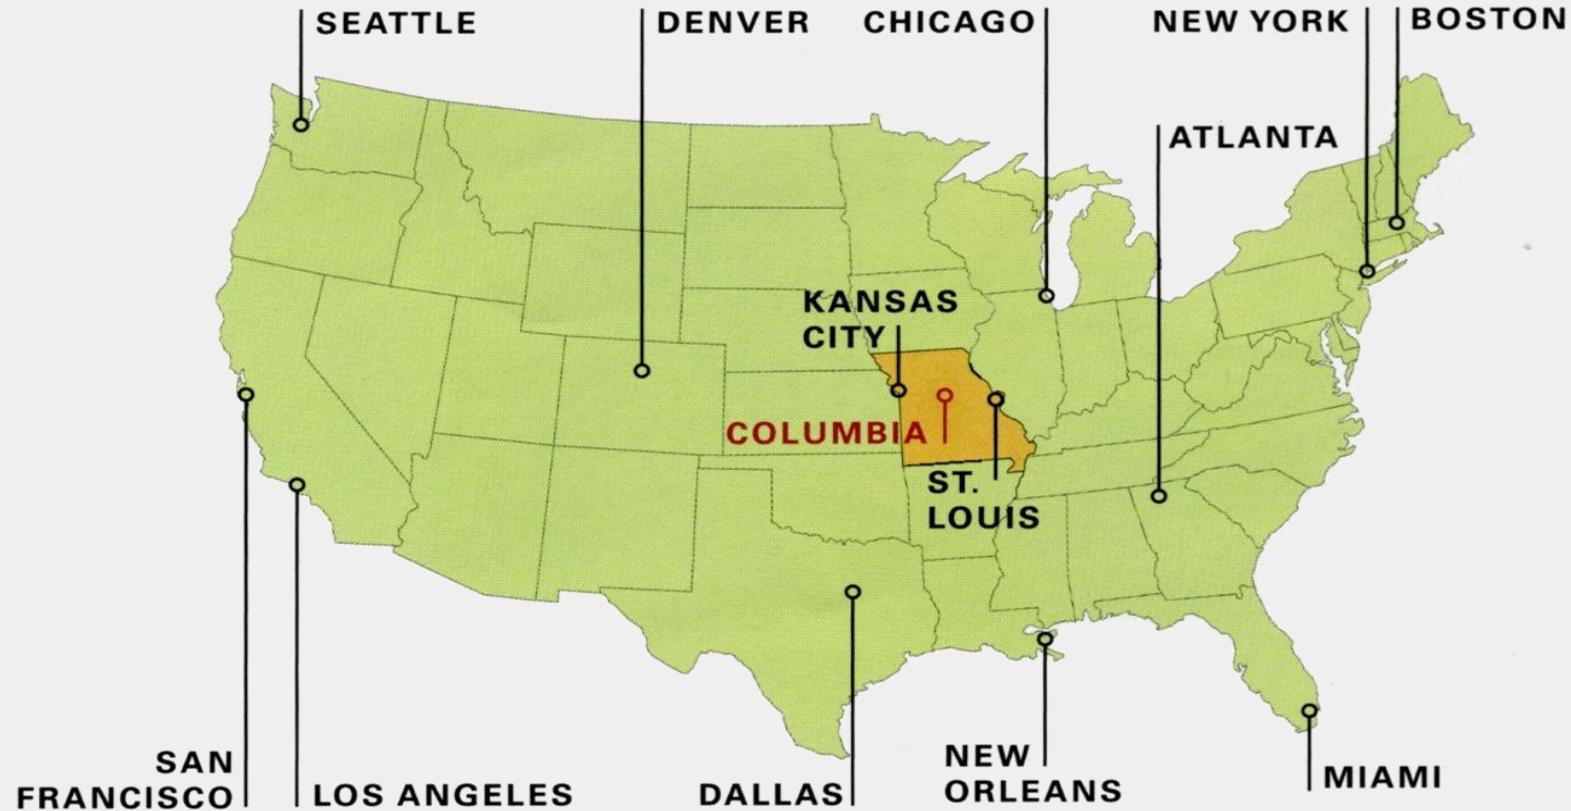 SEATTLE
DENVER
CHICAGO
NEW YORK
BOSTON
ATLANTA
KANSAS
CITY
COLUMBIA
ST.
LOUIS
SAN
FRANCISCO
LOS ANGELES
DALLAS
NEW
ORLEANS
MIAMI